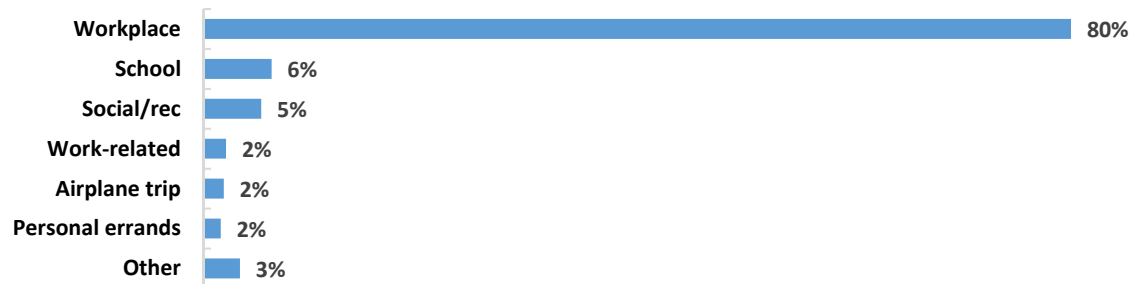 Workplace 80%
School 6%
Social/rec 5%
Work-related 2%
Airplane trip 2%
Personal errands 2%
Other 3%